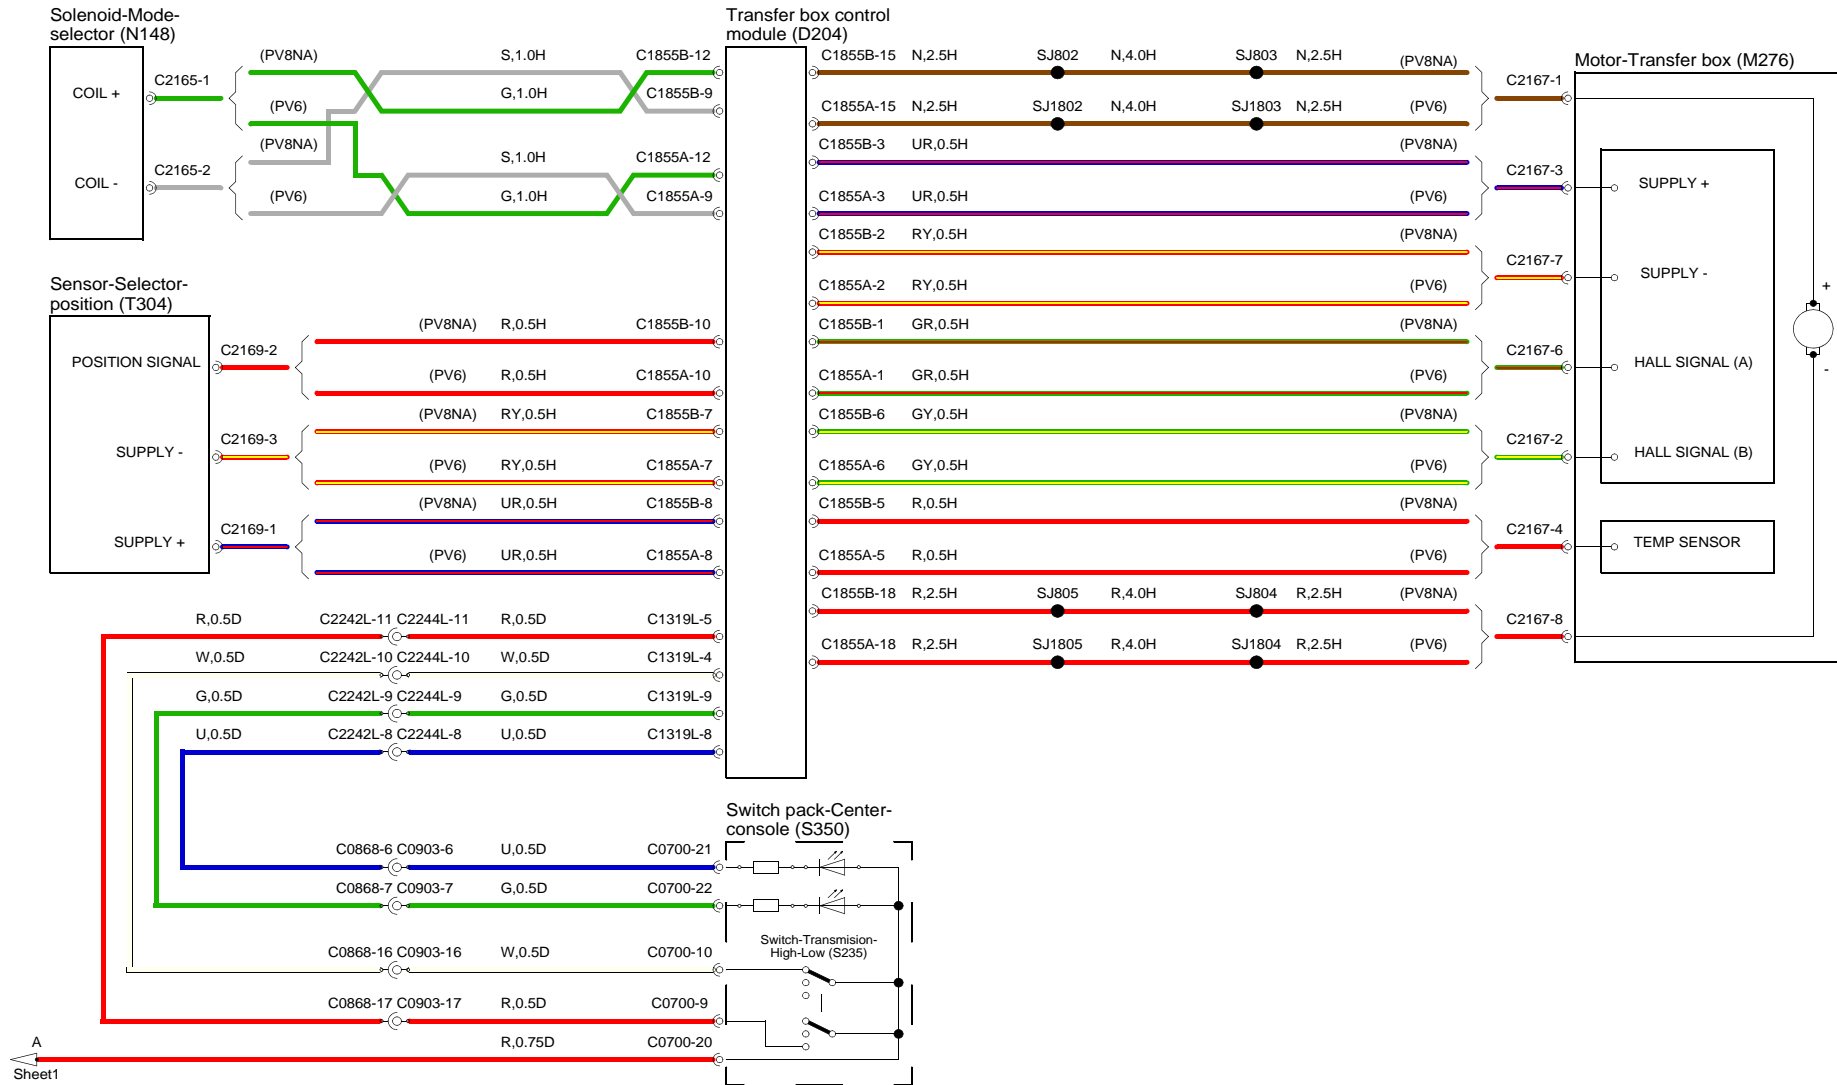 Solenoid-Mode-
selector (N148)
COIL +
COIL -
C2165-1
C2165-2
(PV8NA)
(PV6)
(PV8NA)
(PV6)
S,1.0H
G,1.0H
S,1.0H
G,1.0H
C1855B-12
C1855B-9
C1855A-12
C1855A-9
Transfer box control
module (D204)
Sensor-Selector-
position (T304)
POSITION SIGNAL
SUPPLY -
SUPPLY +
C2169-2
C2169-3
C2169-1
(PV8NA) R,0.5H C1855B-10
(PV6) R,0.5H C1855A-10
(PV8NA) RY,0.5H C1855B-7
(PV6) RY,0.5H C1855A-7
(PV8NA) UR,0.5H C1855B-8
(PV6) UR,0.5H C1855A-8
R,0.5D C2242L-11 C2244L-11 R,0.5D C1319L-5
W,0.5D C2242L-10 C2244L-10 W,0.5D C1319L-4
G,0.5D C2242L-9 C2244L-9 G,0.5D C1319L-9
U,0.5D C2242L-8 C2244L-8 U,0.5D C1319L-8
C1855B-15 N,2.5H SJ802 N,4.0H SJ803 N,2.5H (PV8NA)
C1855A-15 N,2.5H SJ1802 N,4.0H SJ1803 N,2.5H (PV6)
C1855B-3 UR,0.5H (PV8NA)
C1855A-3 UR,0.5H (PV6)
C1855B-2 RY,0.5H (PV8NA)
C1855A-2 RY,0.5H (PV6)
C1855B-1 GR,0.5H (PV8NA)
C1855A-1 GR,0.5H (PV6)
C1855B-6 GY,0.5H (PV8NA)
C1855A-6 GY,0.5H (PV6)
C1855B-5 R,0.5H (PV8NA)
C1855A-5 R,0.5H (PV6)
C1855B-18 R,2.5H SJ805 R,4.0H SJ804 R,2.5H (PV8NA)
C1855A-18 R,2.5H SJ1805 R,4.0H SJ1804 R,2.5H (PV6)
Motor-Transfer box (M276)
C2167-1
C2167-3
C2167-7
C2167-6
C2167-2
C2167-4
C2167-8
SUPPLY +
SUPPLY -
HALL SIGNAL (A)
HALL SIGNAL (B)
TEMP SENSOR
+
-
Switch pack-Center-
console (S350)
C0868-6 C0903-6 U,0.5D C0700-21
C0868-7 C0903-7 G,0.5D C0700-22
Switch-Transmision-
High-Low (S235)
C0868-16 C0903-16 W,0.5D C0700-10
C0868-17 C0903-17 R,0.5D C0700-9
A R,0.75D C0700-20
Sheet1